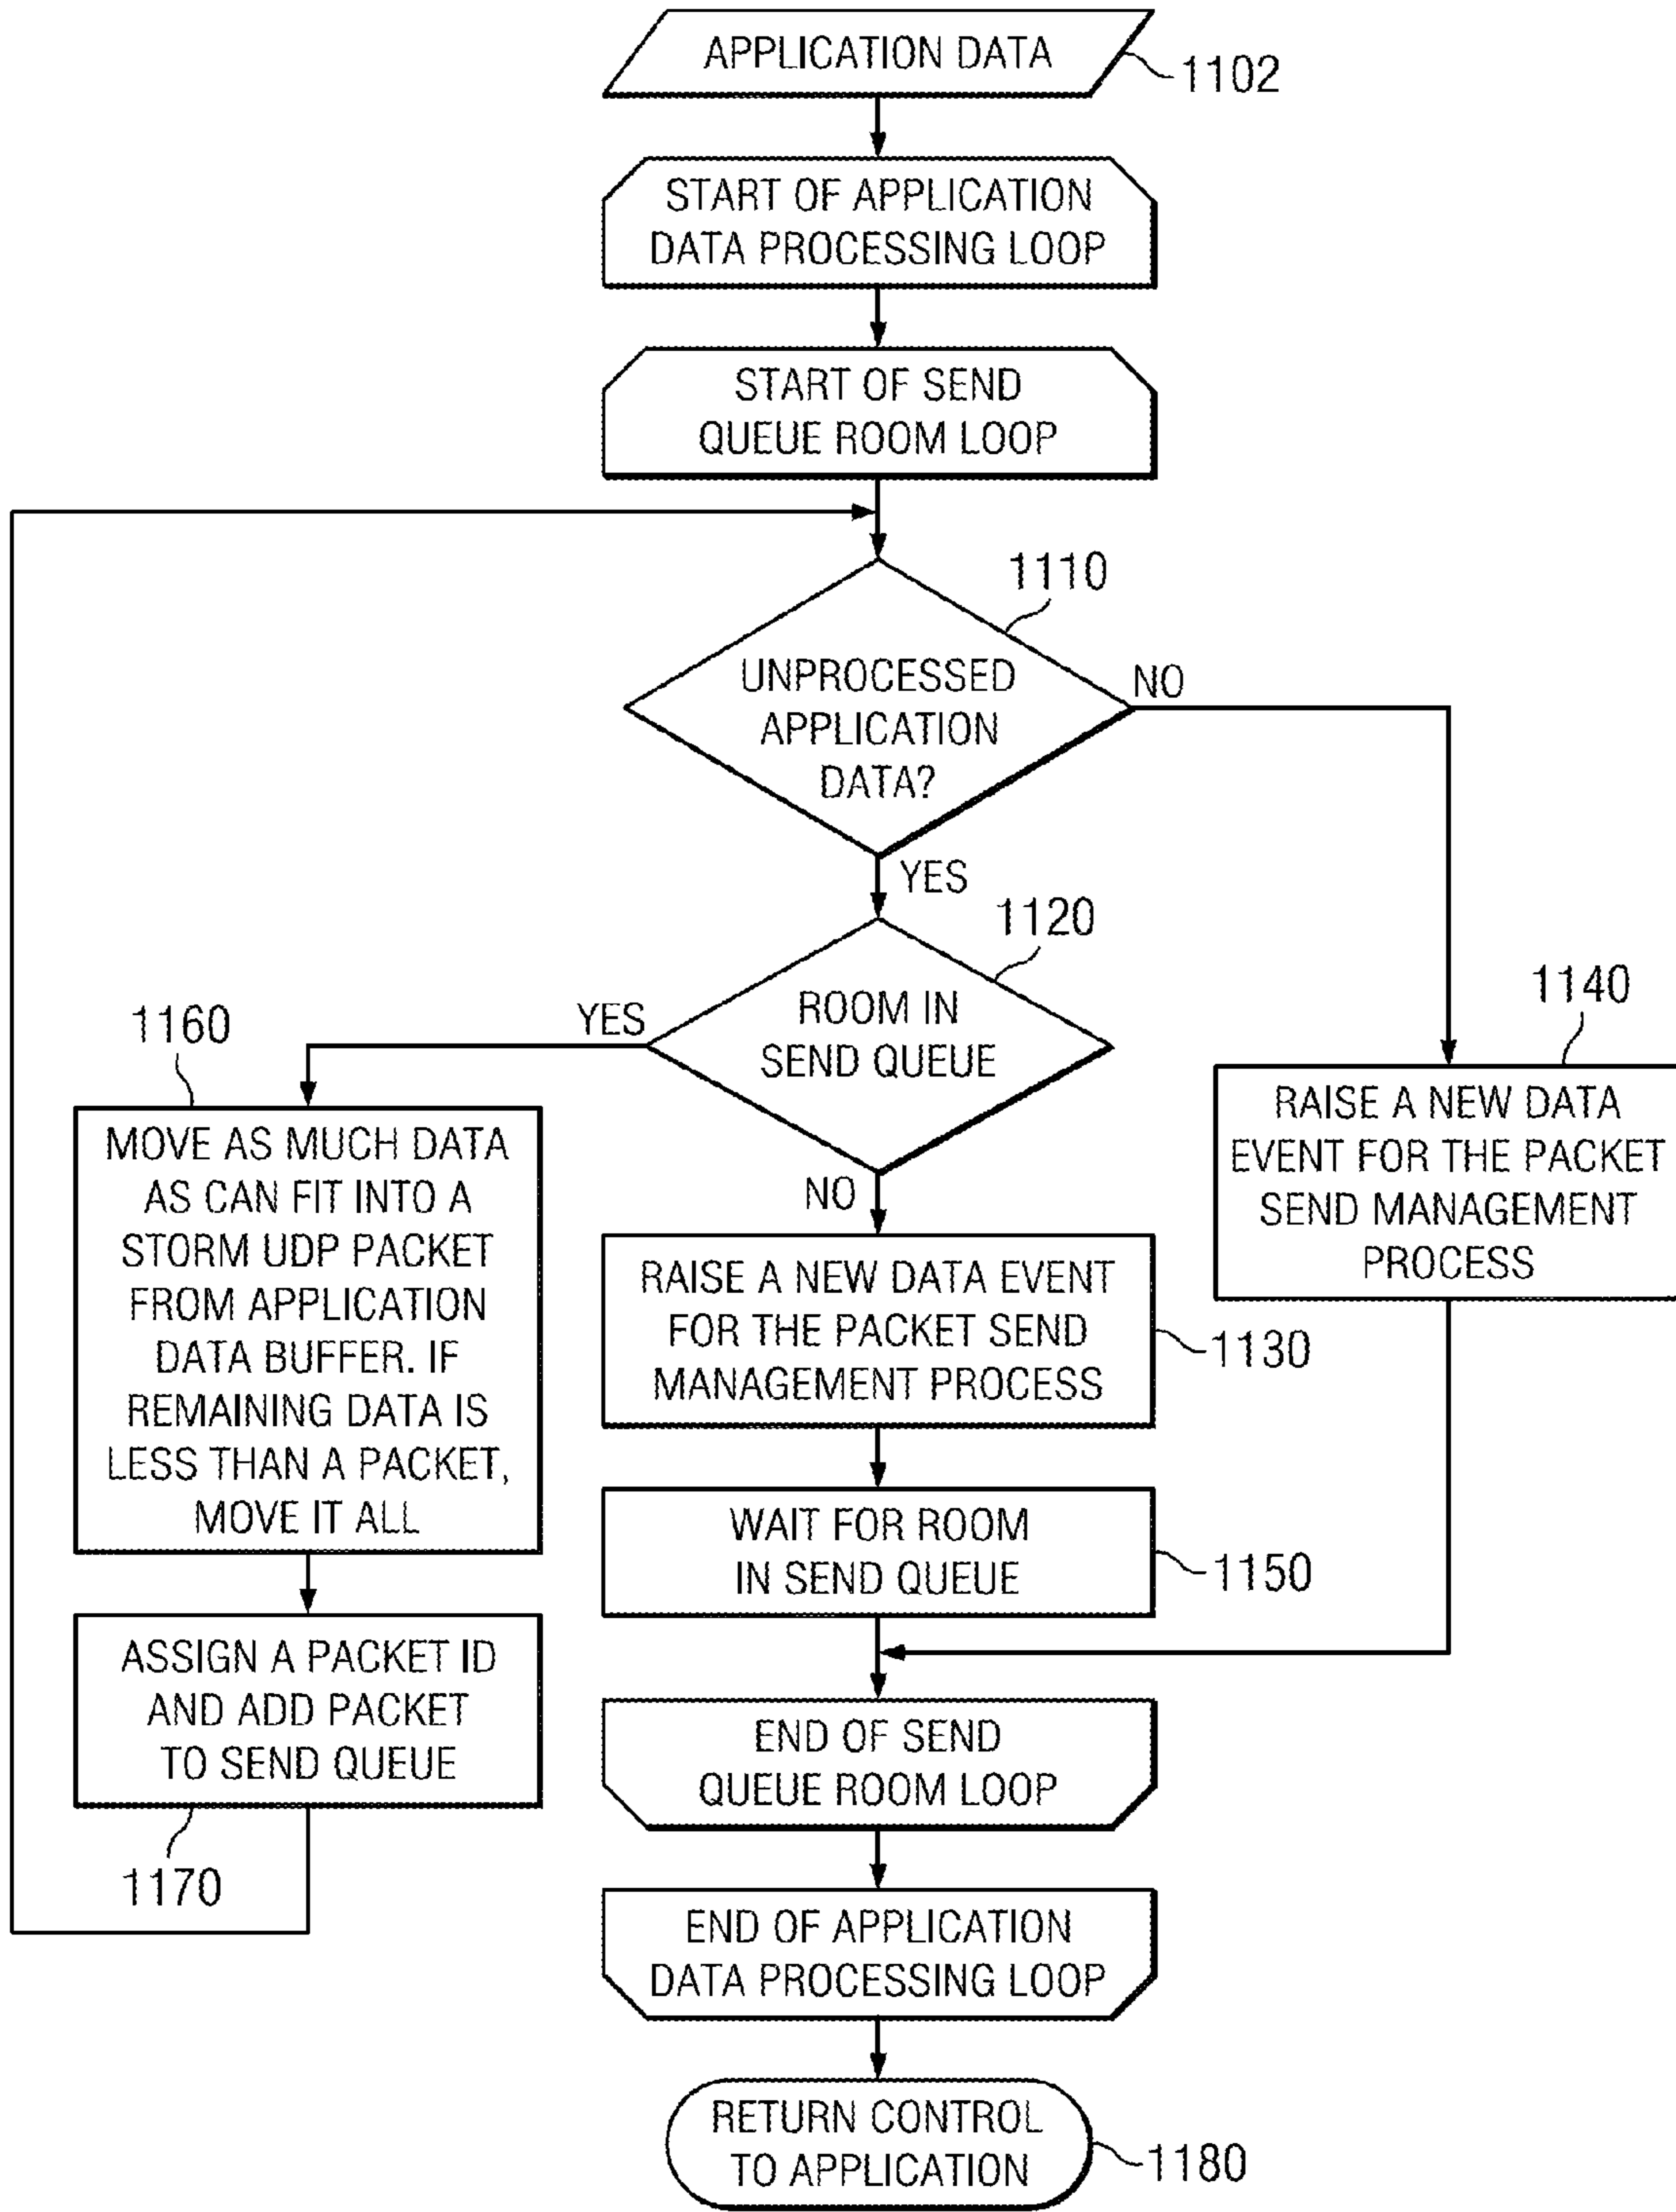 APPLICATION DATA
1102
START OF APPLICATION
DATA PROCESSING LOOP
START OF SEND
QUEUE ROOM LOOP
1110
UNPROCESSED
APPLICATION
DATA?
NO
YES
1120
ROOM IN
SEND QUEUE
YES
NO
1160
MOVE AS MUCH DATA
AS CAN FIT INTO A
STORM UDP PACKET
FROM APPLICATION
DATA BUFFER. IF
REMAINING DATA IS
LESS THAN A PACKET,
MOVE IT ALL
1140
RAISE A NEW DATA
EVENT FOR THE PACKET
SEND MANAGEMENT
PROCESS
RAISE A NEW DATA EVENT
FOR THE PACKET SEND
MANAGEMENT PROCESS
1130
WAIT FOR ROOM
IN SEND QUEUE
1150
ASSIGN A PACKET ID
AND ADD PACKET
TO SEND QUEUE
1170
END OF SEND
QUEUE ROOM LOOP
END OF APPLICATION
DATA PROCESSING LOOP
RETURN CONTROL
TO APPLICATION
1180